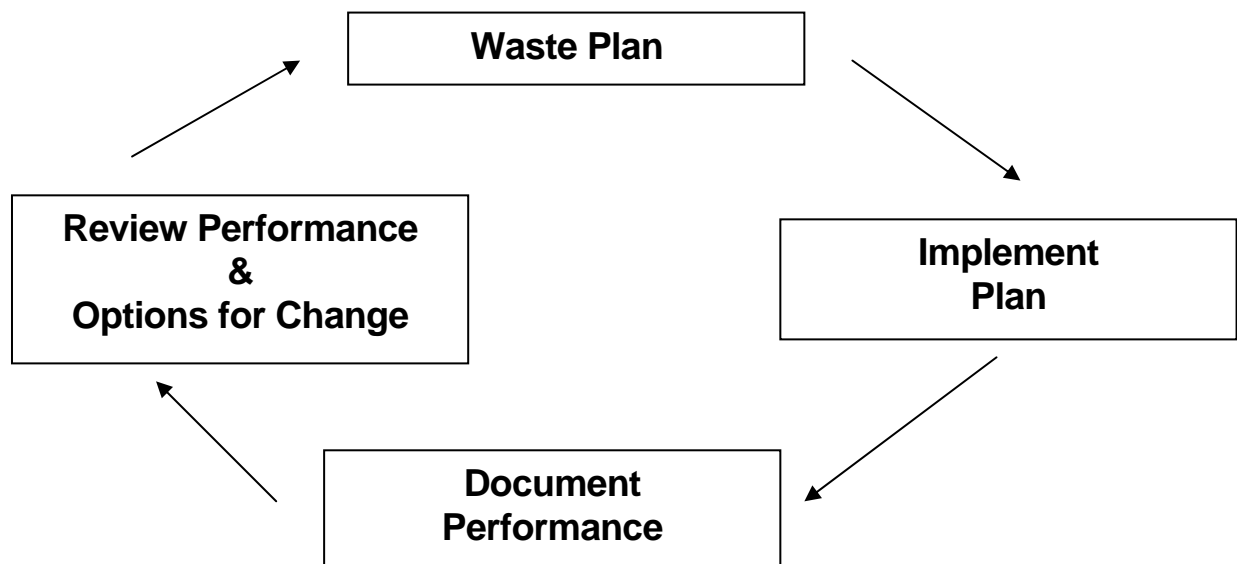 Waste Plan
Implement
Plan
Document
Performance
Review Performance
&
Options for Change